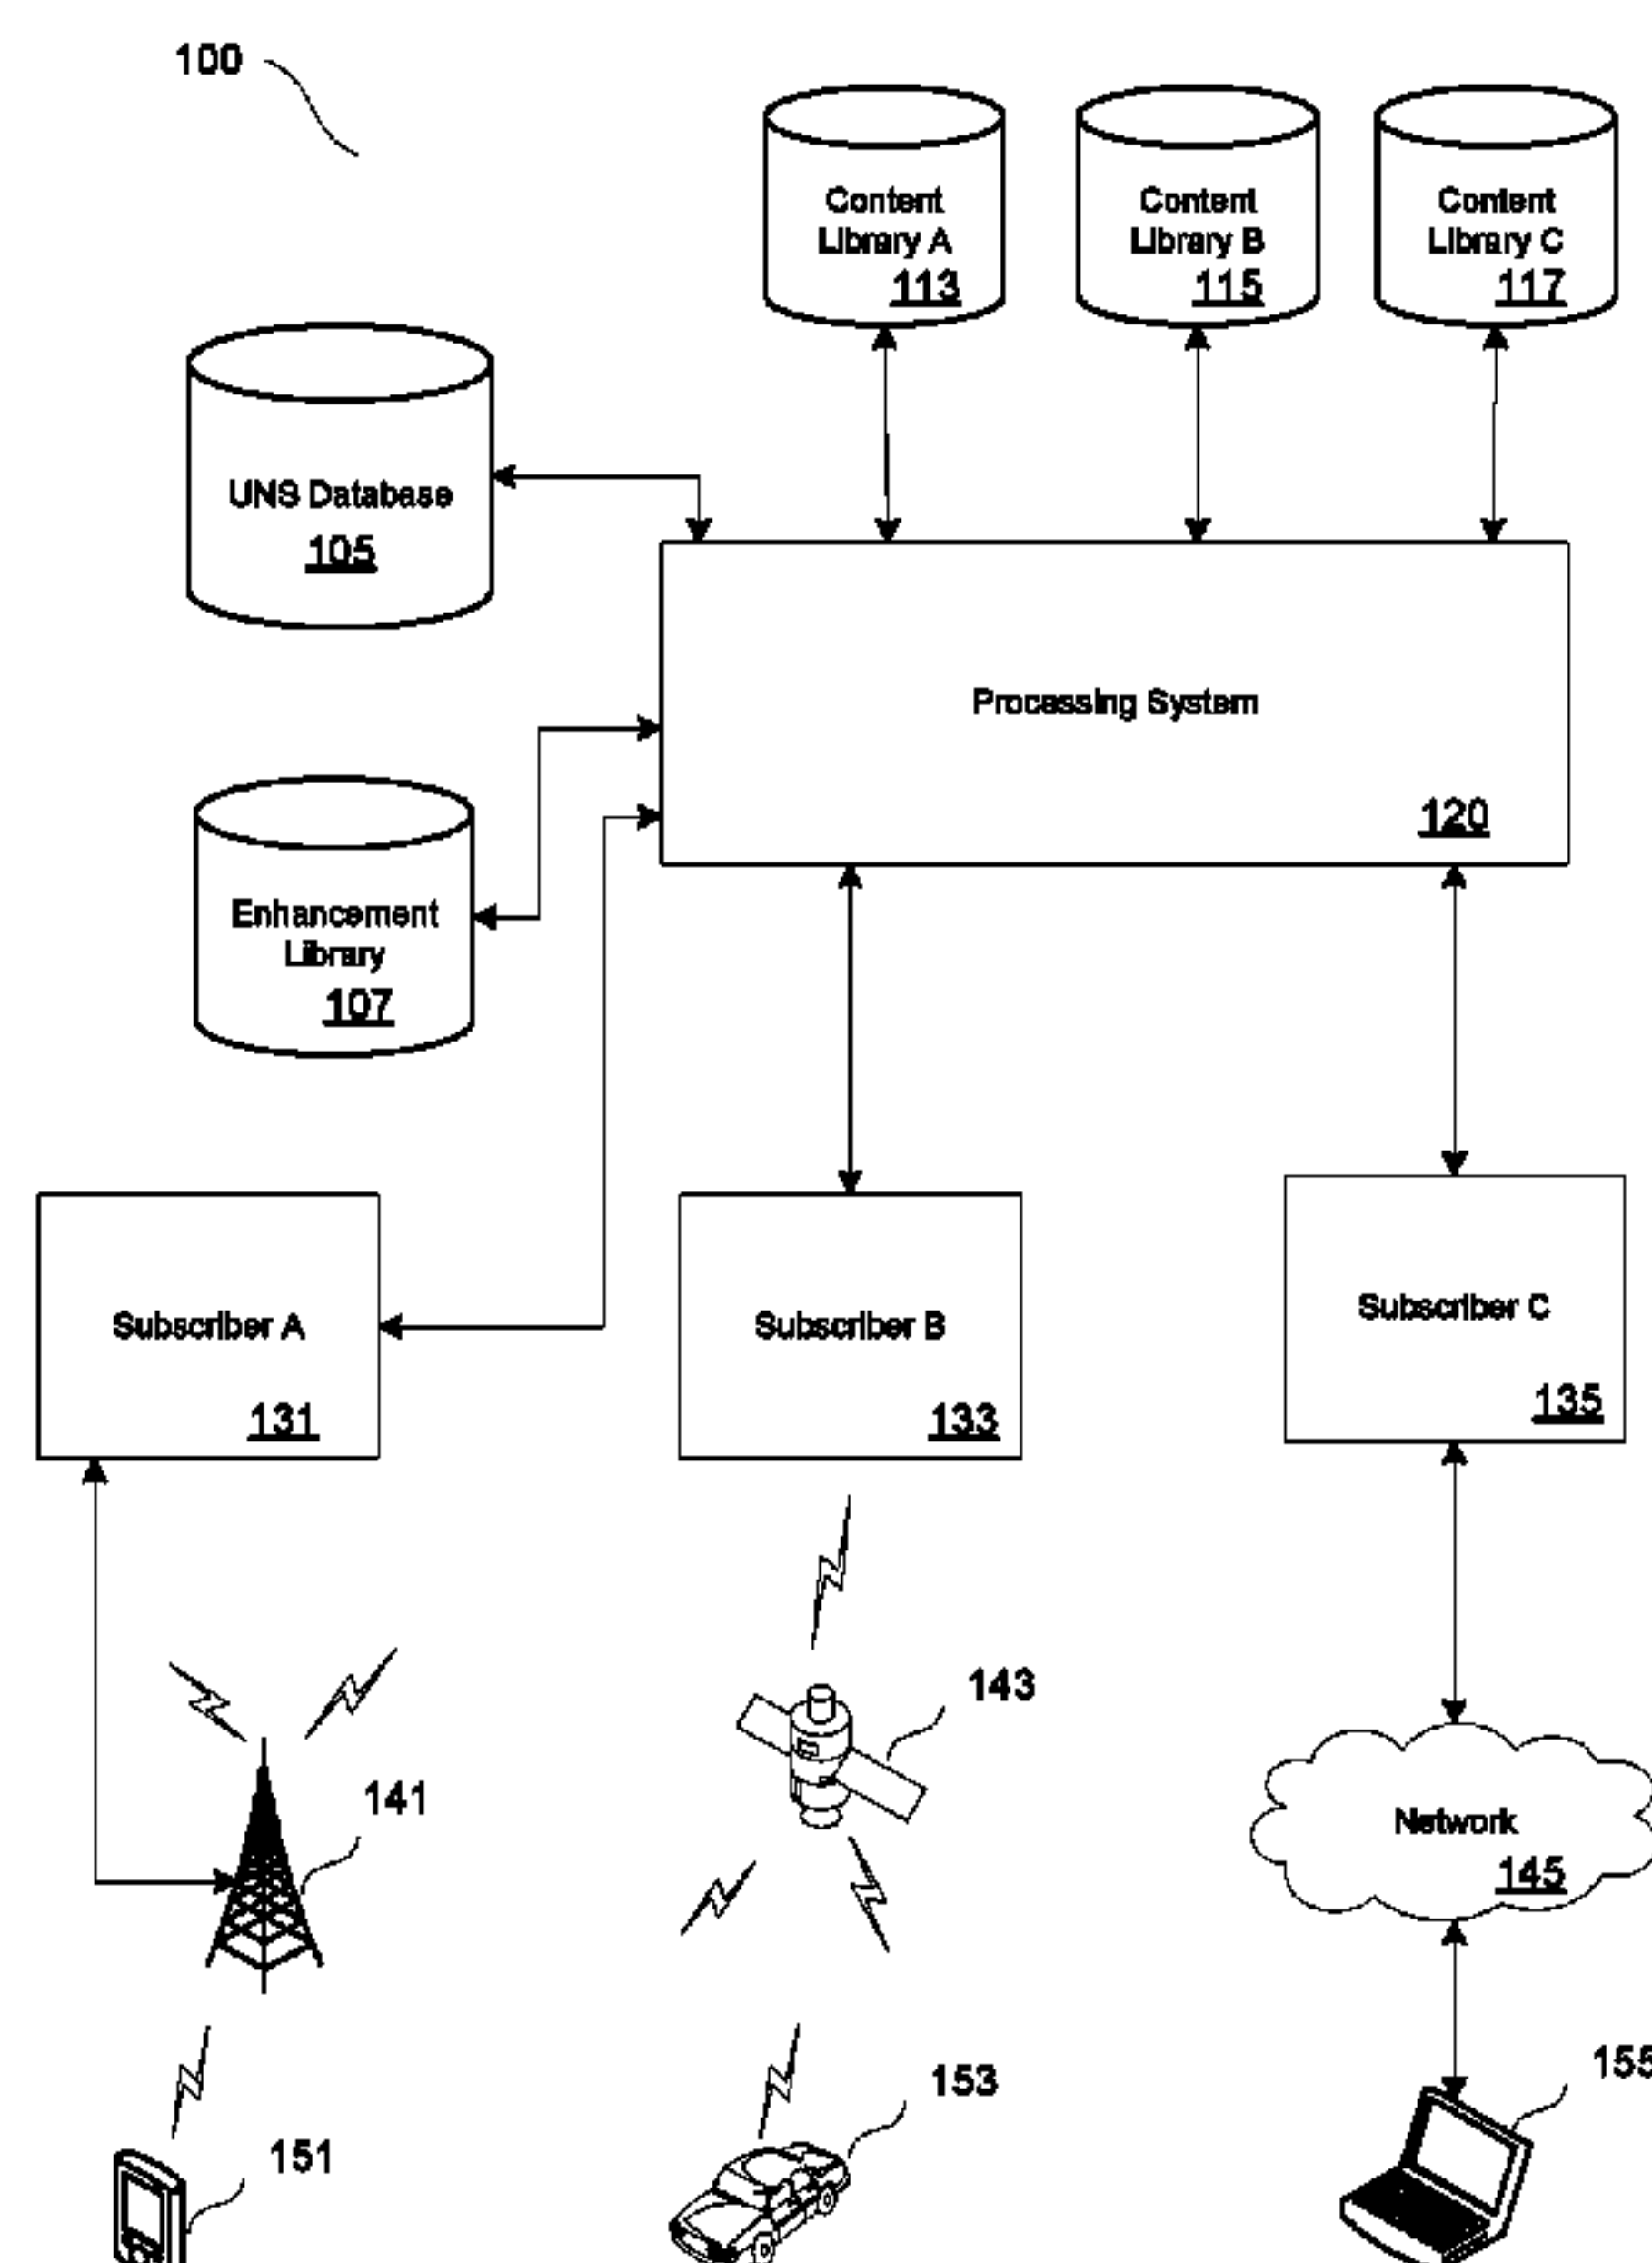 100
Content
Library A
113
Content
Library B
115
Content
Library C
117
UNS Database
105
Processing System
120
Enhancement
Library
107
Subscriber A
131
Subscriber B
133
Subscriber C
135
143
141
Network
145
155
153
151